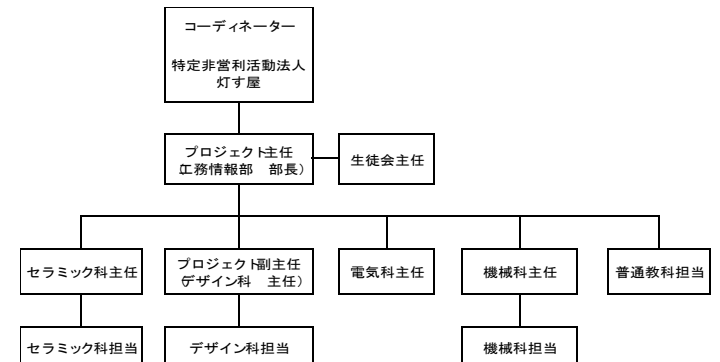 コーディネーター
特定非営利活動法人
灯す屋
プロジェクト主任
（工務情報部　部長）
生徒会主任
セラミック科主任
プロジェクト副主任
（デザイン科　主任）
電気科主任
機械科主任
普通教科担当
セラミック科担当
デザイン科担当
機械科担当